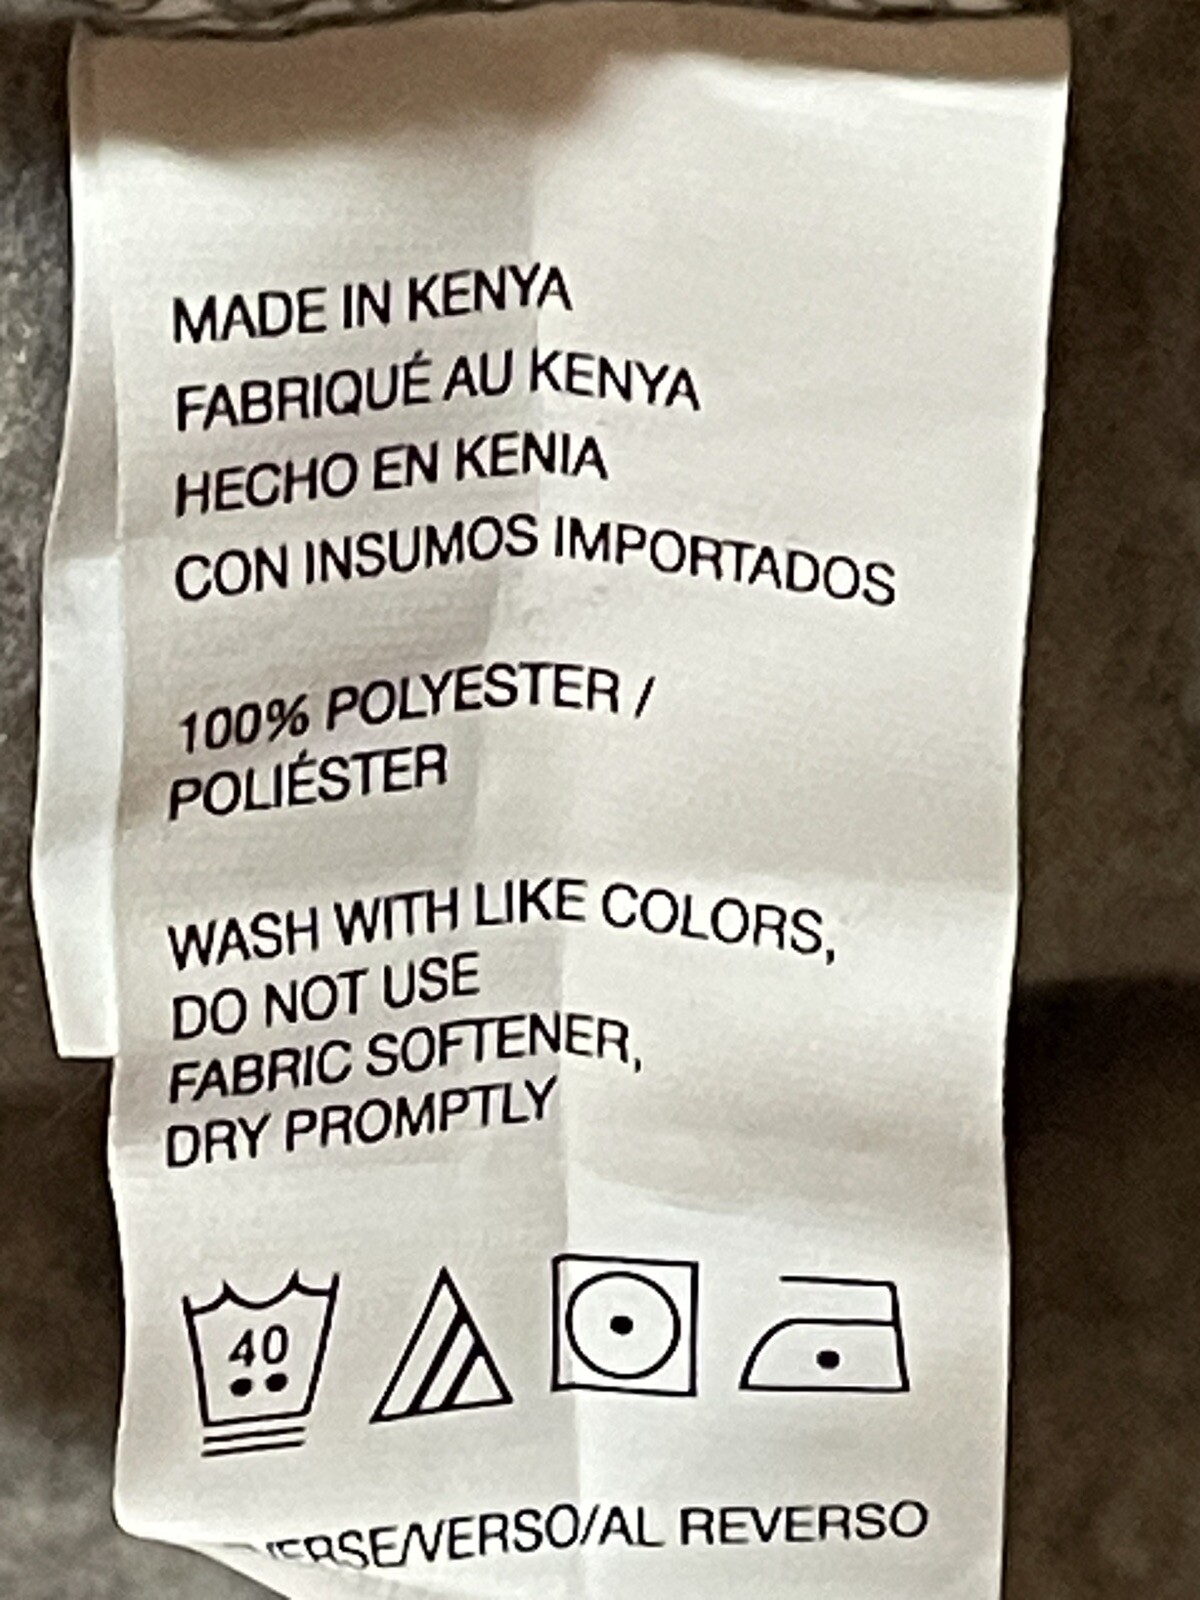 MADE IN KENYA
FABRIQUÉ AU KENYA
HECHO EN KENIA
CON INSUMOS IMPORTADOS
100% POLYESTER /
POLIÉSTER
WASH WITH LIKE COLORS,
DO NOT USE
FABRIC SOFTENER,
DRY PROMPTLY
40
/VERSO/AL REVERSO